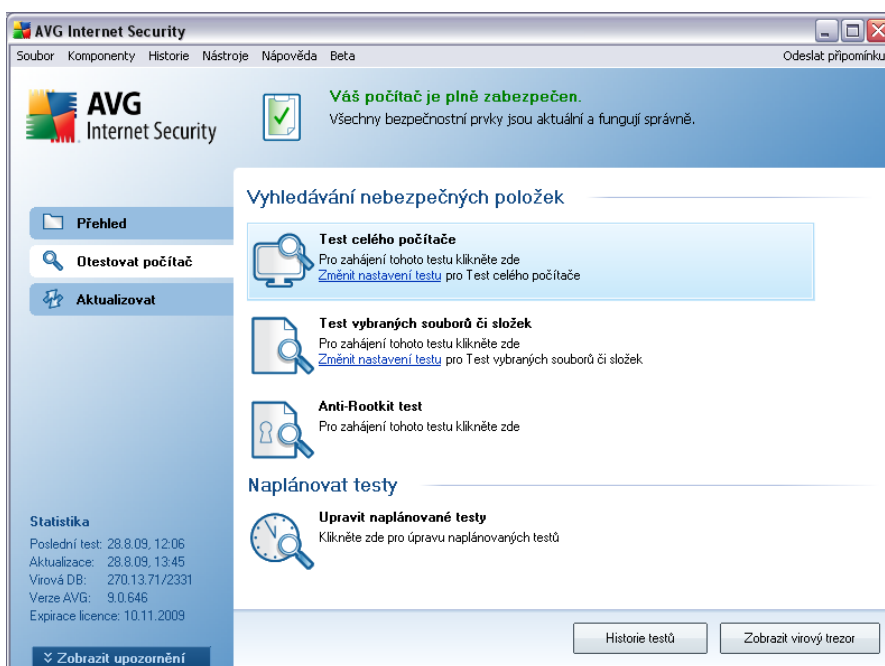 AVG Internet Security
Soubor Komponenty Historie Nástroje Nápověda Beta Odeslat připomínku
AVG
Internet Security
Váš počítač je plně zabezpečen.
Všechny bezpečnostní prvky jsou aktuální a fungují správně.
Přehled
Otestovat počítač
Aktualizovat
Vyhledávání nebezpečných položek
Test celého počítače
Pro zahájení tohoto testu klikněte zde
Změnit nastavení testu pro Test celého počítače
Test vybraných souborů či složek
Pro zahájení tohoto testu klikněte zde
Změnit nastavení testu pro Test vybraných souborů či složek
Anti-Rootkit test
Pro zahájení tohoto testu klikněte zde
Naplánovat testy
Upravit naplánované testy
Klikněte zde pro úpravu naplánovaných testů
Statistika
Poslední test: 28.8.09, 12:06
Aktualizace: 28.8.09, 13:45
Virová DB: 270.13.71/2331
Verze AVG: 9.0.646
Expirace licence: 10.11.2009
Zobrazit upozornění
Historie testů
Zobrazit virový trezor